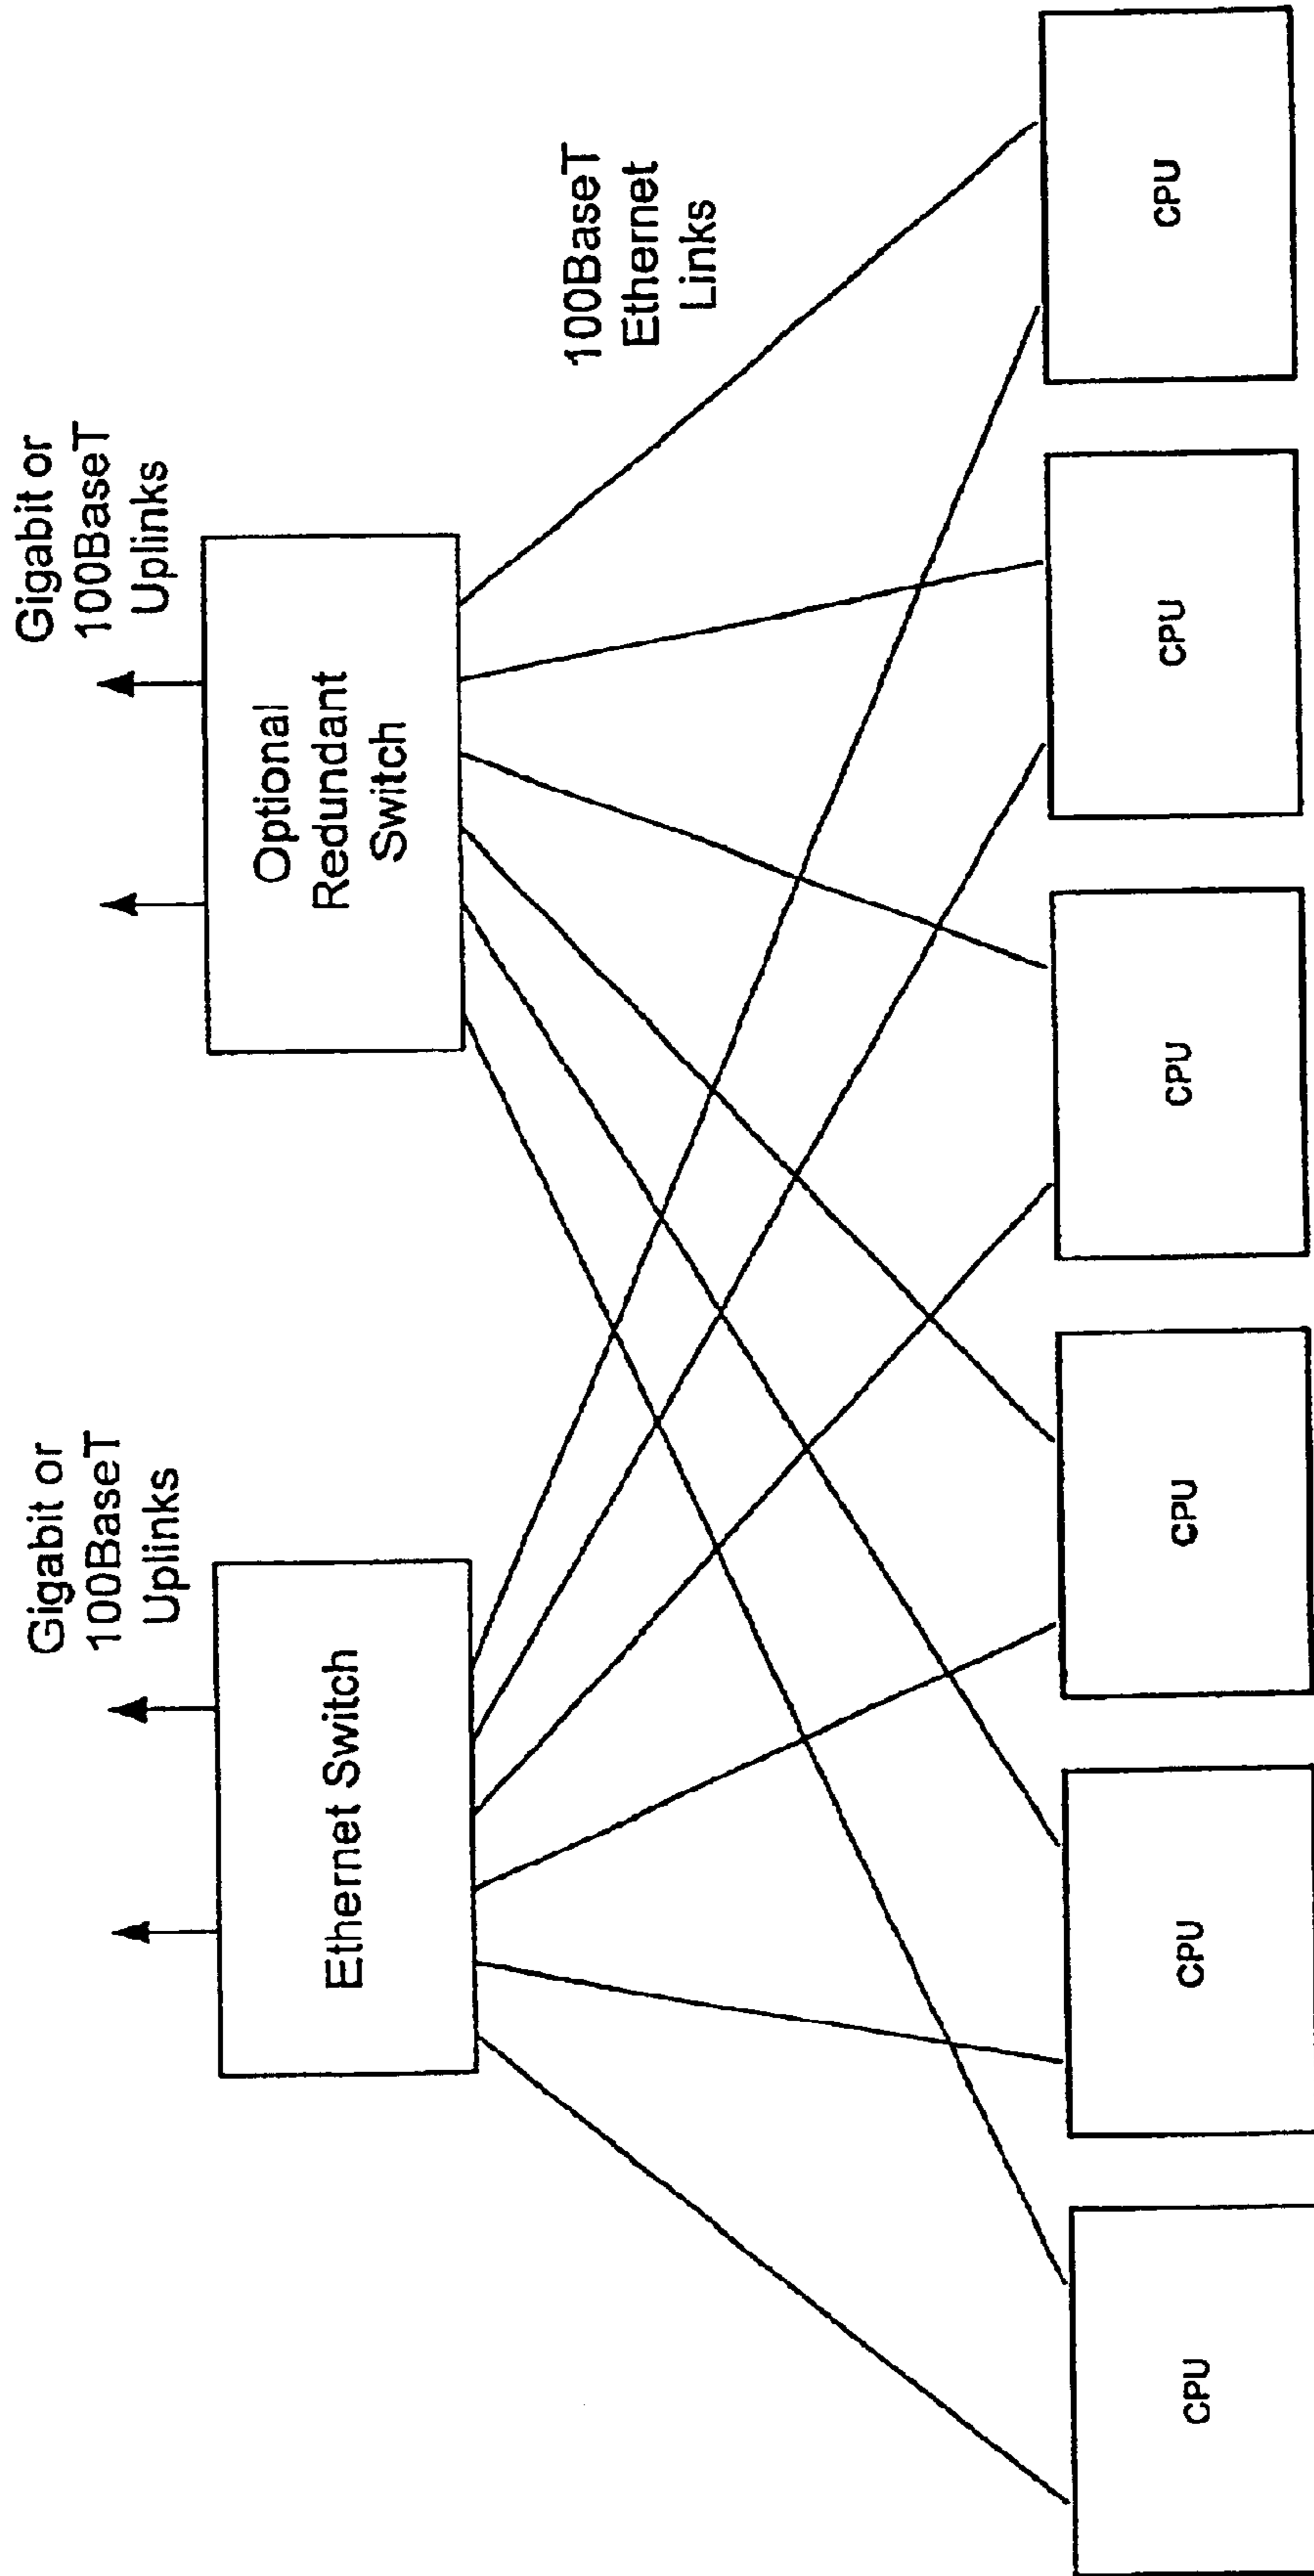 Gigabit or
100BaseT
Uplinks
Gigabit or
100BaseT
Uplinks
Ethernet Switch
Optional
Redundant
Switch
100BaseT
Ethernet
Links
CPU
CPU
CPU
CPU
CPU
CPU